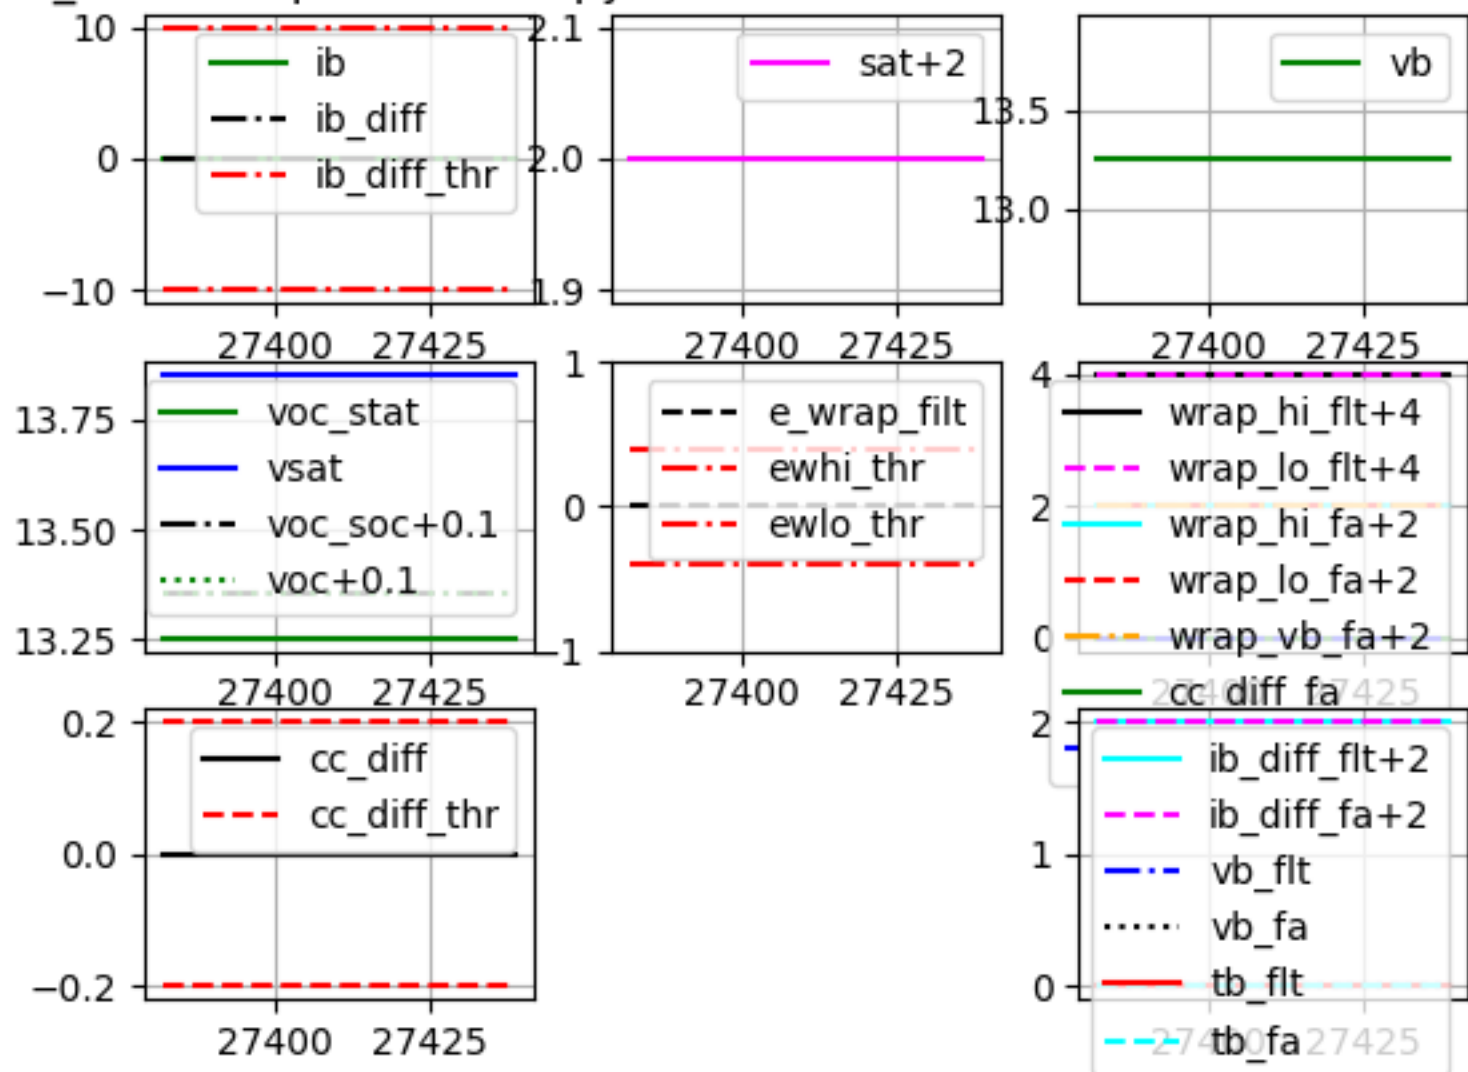 10
0
−10
ib
ib_diff
ib_diff_thr
27400 27425
2.1
2.0
1.9
sat+2
27400 27425
13.5
13.0
vb
27400 27425
13.75
13.50
13.25
voc_stat
vsat
voc_soc+0.1
voc+0.1
27400 27425
1
0
−1
e_wrap_filt
ewhi_thr
ewlo_thr
27400 27425
4
2
0
wrap_hi_flt+4
wrap_lo_flt+4
wrap_hi_fa+2
wrap_lo_fa+2
wrap_vb_fa+2
cc_diff_fa
27400 27425
0.2
0.0
−0.2
cc_diff
cc_diff_thr
27400 27425
2
1
0
ib_diff_flt+2
ib_diff_fa+2
vb_flt
vb_fa
tb_flt
tb_fa
27400 27425